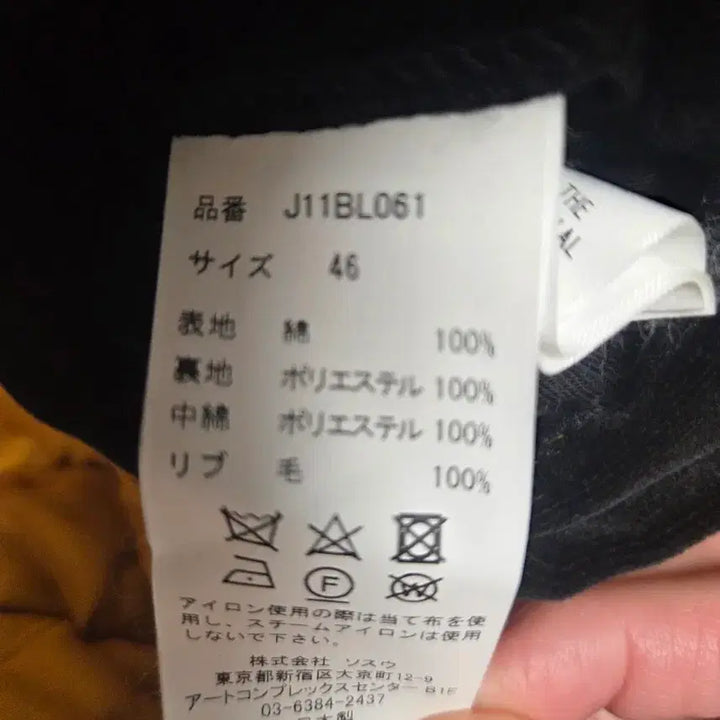 品番 J11BL061
サイズ 46
表地 綿 100%
裏地 ポリエステル 100%
中綿 ポリエステル 100%
リブ 毛 100%
F
W
アイロン使用の際は当て布を使
用し、スチームアイロンは使用
しないで下さい。
株式会社 ソスウ
東京都新宿区大京町12-9
アートコンプレックスセンター B1F
03-6384-2437
日本製
THE